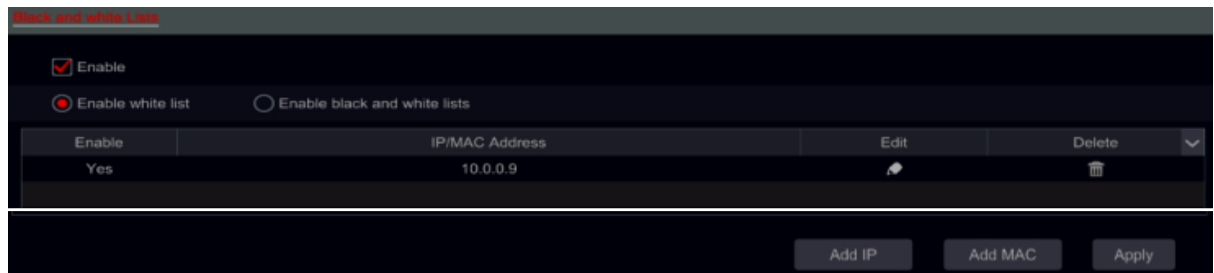 Black and white Lists
Enable
Enable white list Enable black and white lists
Enable IP/MAC Address Edit Delete
Yes 10.0.0.9
Add IP Add MAC Apply